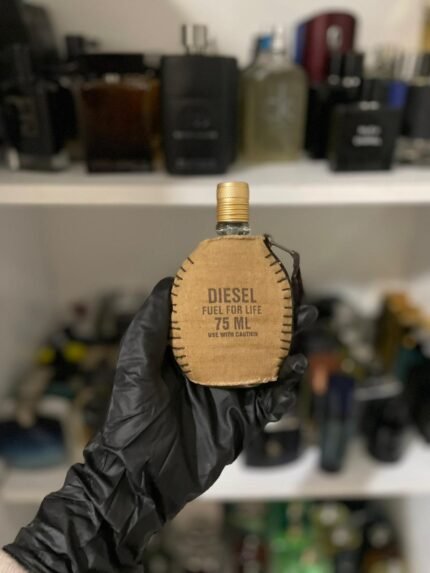 DIESEL
FUEL FOR LIFE
75 ML
USE WITH CAUTION